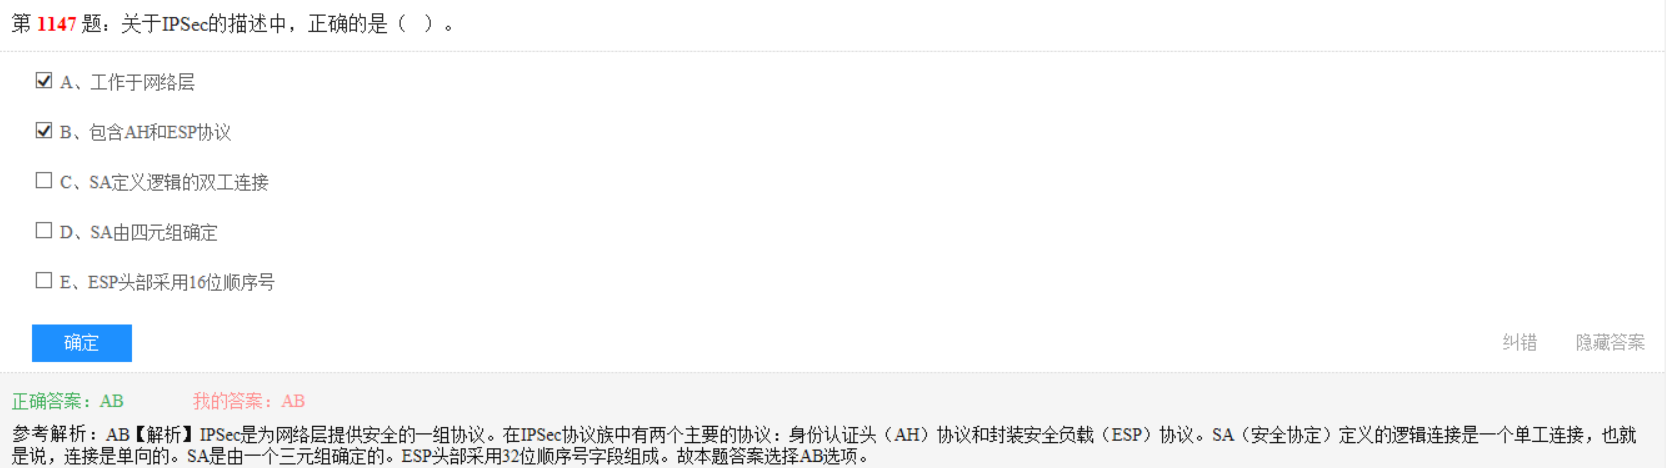 第 1147 题：关于IPSec的描述中，正确的是（ ）。
A、工作于网络层
B、包含AH和ESP协议
C、SA定义逻辑的双工连接
D、SA由四元组确定
E、ESP头部采用16位顺序号
确定
纠错 隐藏答案
正确答案：AB 我的答案：AB
参考解析：AB【解析】IPSec是为网络层提供安全的一组协议。在IPSec协议族中有两个主要的协议：身份认证头（AH）协议和封装安全负载（ESP）协议。SA（安全协定）定义的逻辑连接是一个单工连接，也就
是说，连接是单向的。SA是由一个三元组确定的。ESP头部采用32位顺序号字段组成。故本题答案选择AB选项。